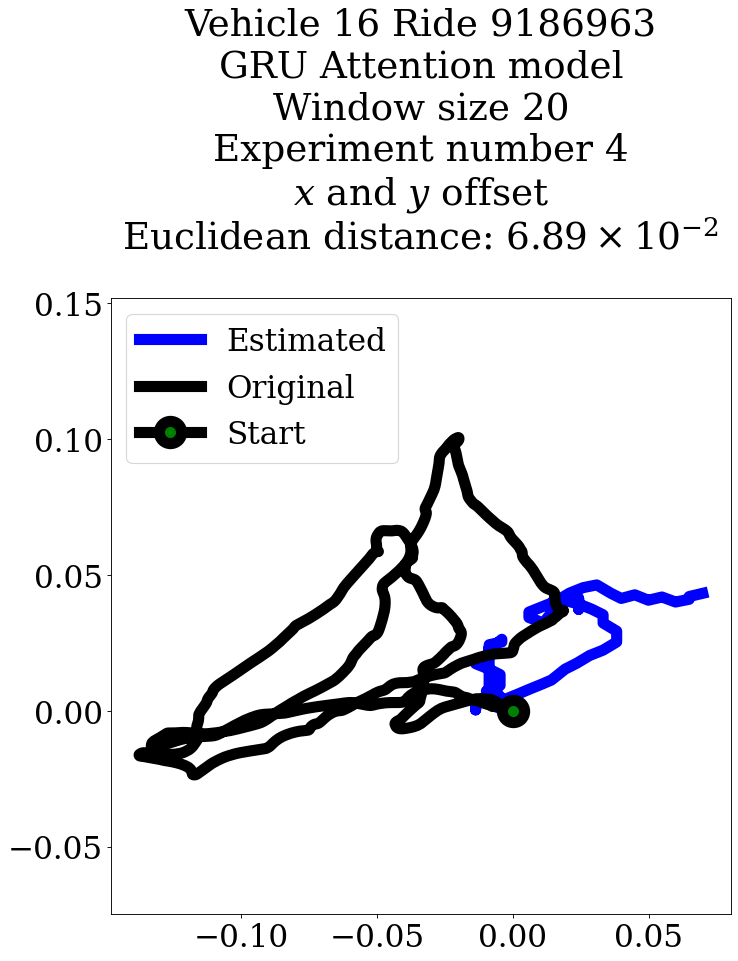 Vehicle 16 Ride 9186963
GRU Attention model
Window size 20
Experiment number 4
x and y offset
Euclidean distance: 6.89 × 10⁻²
0.15
Estimated
Original
0.10
Start
0.05
0.00
−0.05
−0.10 −0.05 0.00 0.05